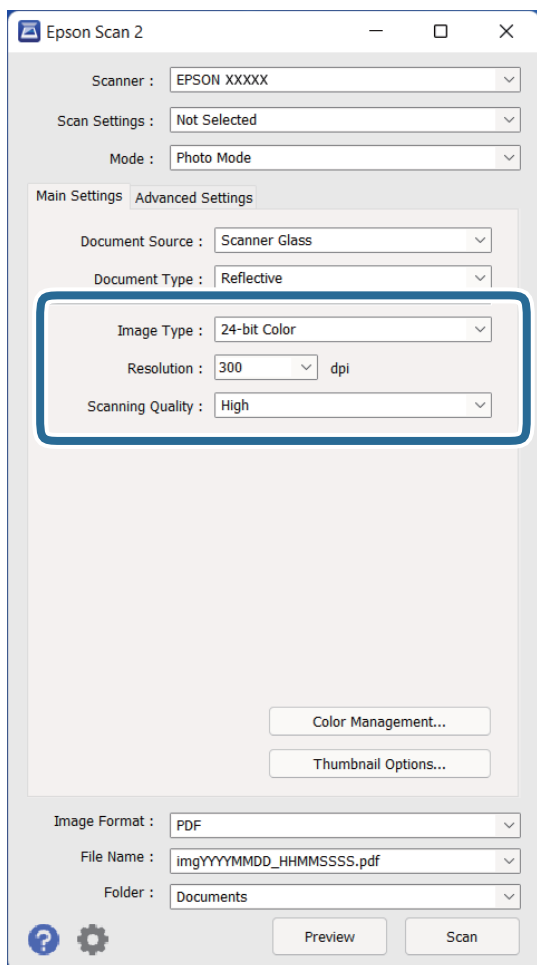 Epson Scan 2
Scanner : EPSON XXXXX
Scan Settings : Not Selected
Mode : Photo Mode
Main Settings Advanced Settings
Document Source : Scanner Glass
Document Type : Reflective
Image Type : 24-bit Color
Resolution : 300 dpi
Scanning Quality : High
Color Management...
Thumbnail Options...
Image Format : PDF
File Name : imgYYYYMMDD_HHMMSSSS.pdf
Folder : Documents
? Preview Scan